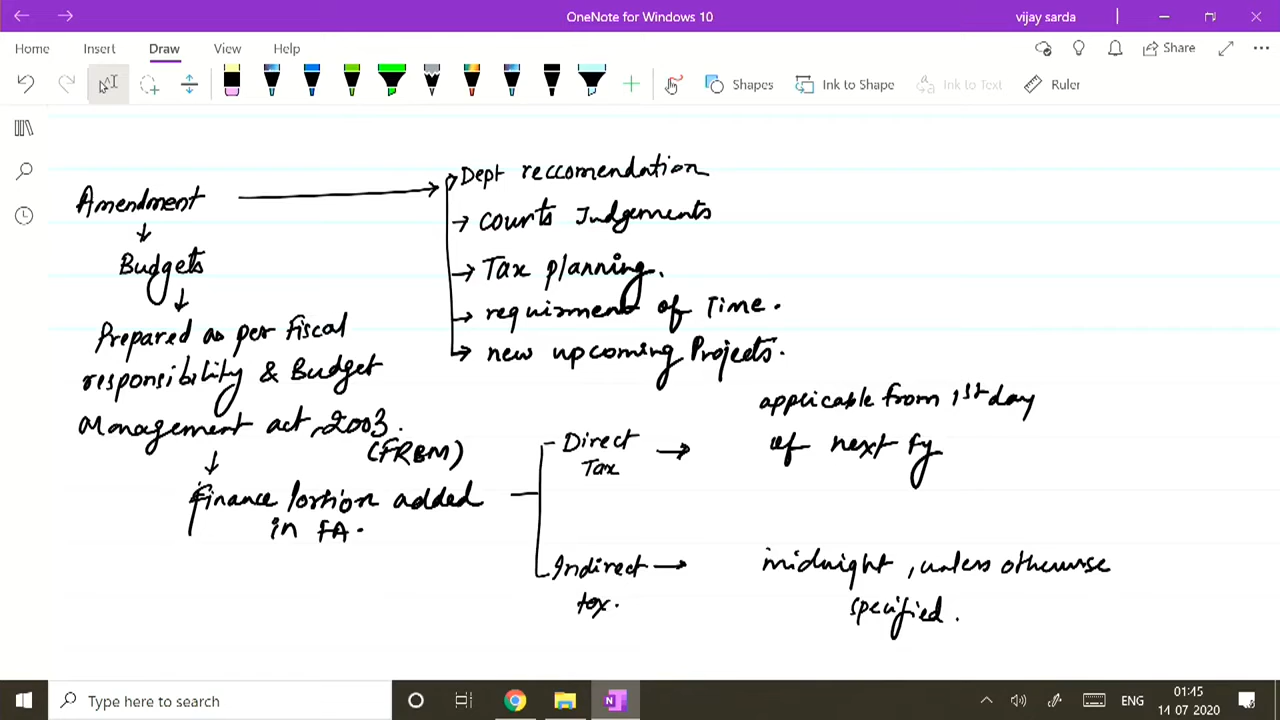 OneNote for Windows 10
vijay sarda
Home Insert Draw View Help
Share
Shapes Ink to Shape Ink to Text Ruler
Amendment
Budgets
Prepared as per Fiscal
responsibility & Budget
Management act, 2003.
(FRBM)
Finance Portion added
in FA.
Dept reccomendation
Courts Judgements
Tax planning.
requirment of Time.
new upcoming Projects.
Direct
Tax
applicable from 1st day
of next Fy
Indirect
tax.
midnight, unless otherwise
specified.
Type here to search
ENG
01:45
14-07-2020